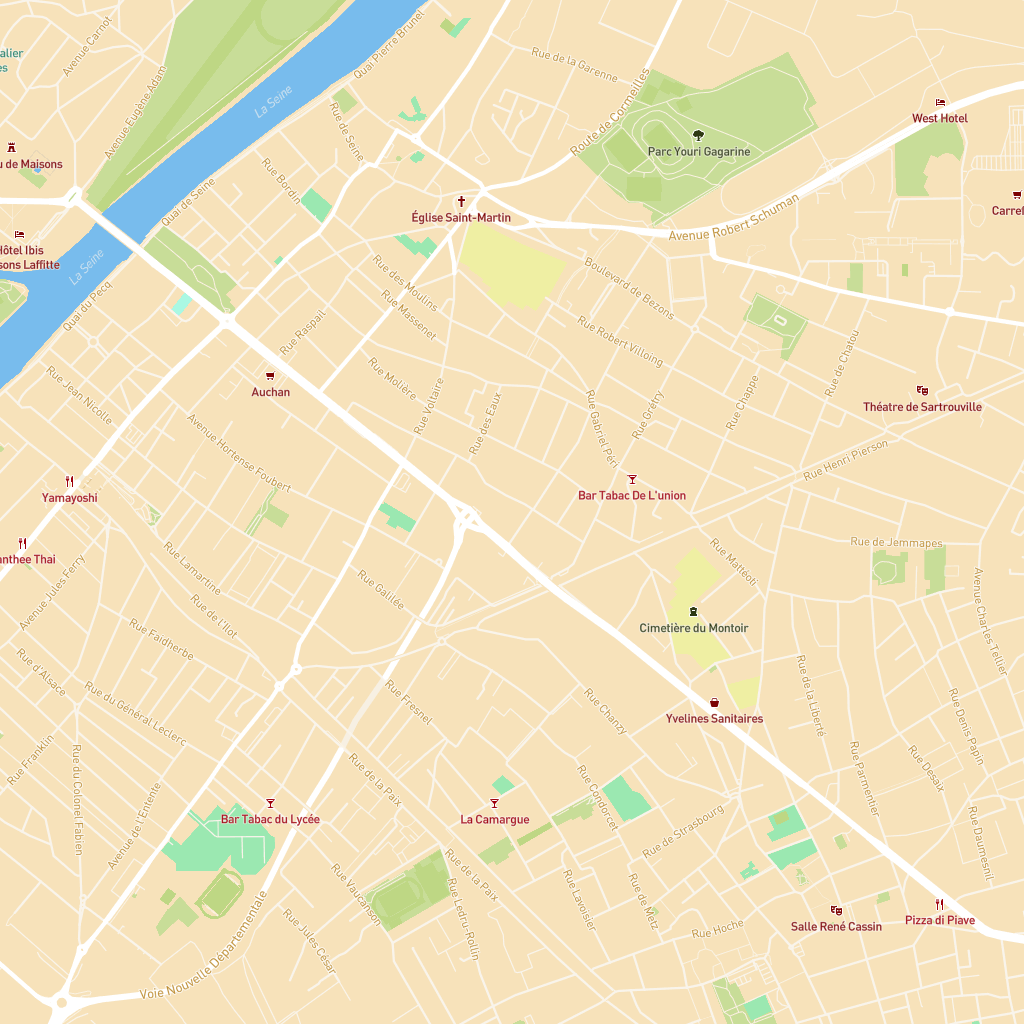 Avenue Carnot
Quai Pierre Brunel
Rue de la Garenne
alier
es
Avenue Eugène Adam
La Seine
Rue de Seine
Route de Cormeilles
West Hotel
Parc Youri Gagarine
u de Maisons
Rue Bordin
Quai de Seine
Église Saint-Martin
Carref
Avenue Robert Schuman
Hôtel Ibis
sons Laffitte
La Seine
Quai du Pecq
Rue des Moulins
Rue Massenet
Boulevard de Bezons
Rue Raspail
Rue Robert Villoing
Rue de Chatou
Auchan
Rue Jean Nicolle
Rue Molière
Rue Voltaire
Rue des Eaux
Rue Gabriel Péri
Rue Grétry
Rue Chappe
Théatre de Sartrouville
Avenue Hortense Foubert
Rue Henri Pierson
Yamayoshi
Bar Tabac De L'union
anthee Thai
Rue de Jemmapes
Rue Mattéoli
Avenue Jules Ferry
Rue Lamartine
Rue Galilée
Rue de l'Ilot
Avenue Charles Tellier
Cimetière du Montoir
Rue Faidherbe
Rue d'Alsace
Rue du Général Leclerc
Rue Fresnel
Rue Chanzy
Rue de la Liberté
Yvelines Sanitaires
Rue Denis Papin
Rue Franklin
Rue du Colonel Fabien
Rue de la Paix
Rue Condorcet
Rue Parmentier
Rue Desaix
Avenue de l'Entente
Bar Tabac du Lycée
La Camargue
Rue de Strasbourg
Rue Daumesnil
Rue Vaucanson
Rue de la Paix
Rue Ledru-Rollin
Rue Lavoisier
Rue de Metz
Rue Hoche
Salle René Cassin
Pizza di Piave
Rue Jules César
Voie Nouvelle Départementale